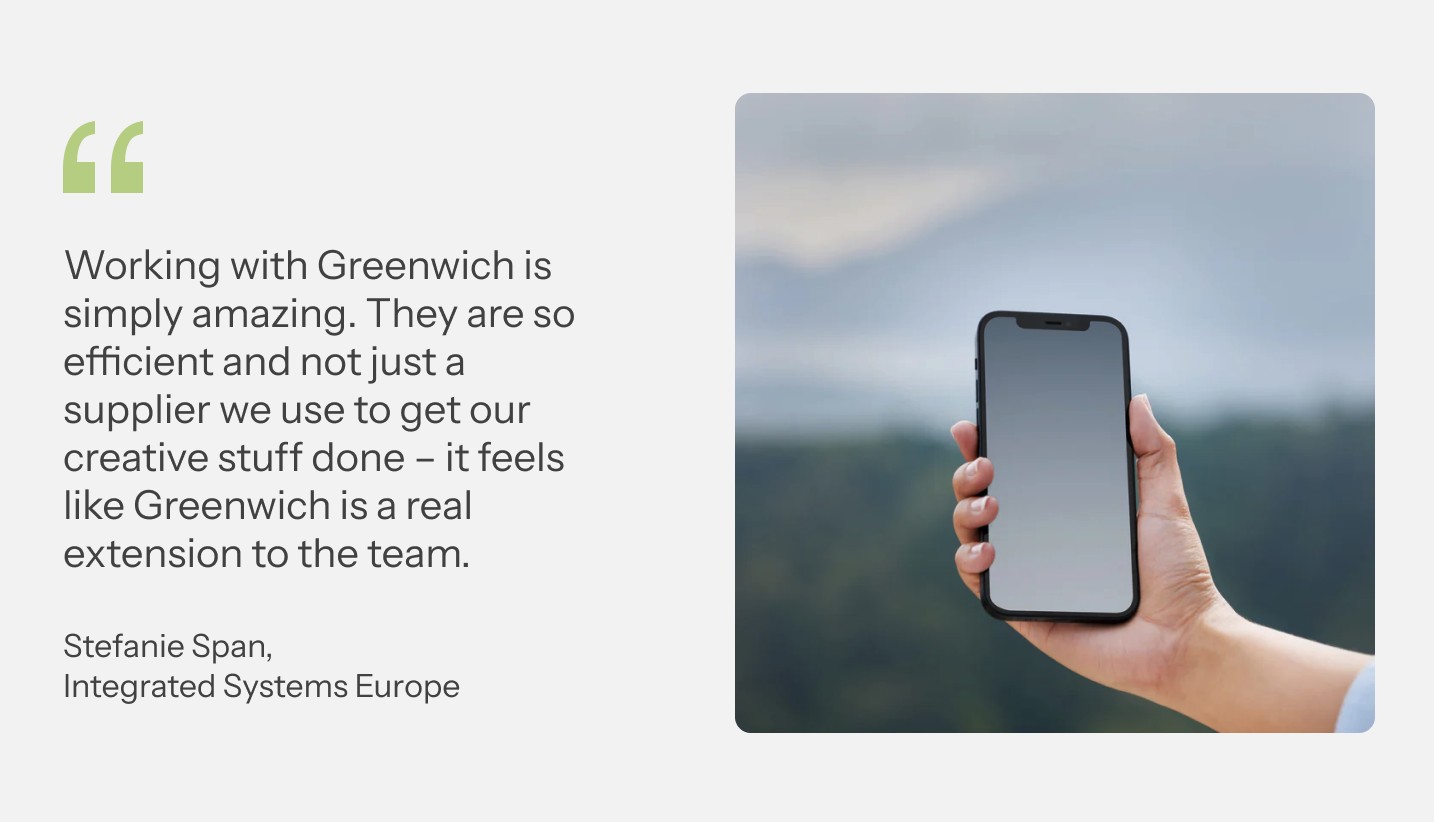 “
Working with Greenwich is
simply amazing. They are so
efficient and not just a
supplier we use to get our
creative stuff done – it feels
like Greenwich is a real
extension to the team.
Stefanie Span,
Integrated Systems Europe